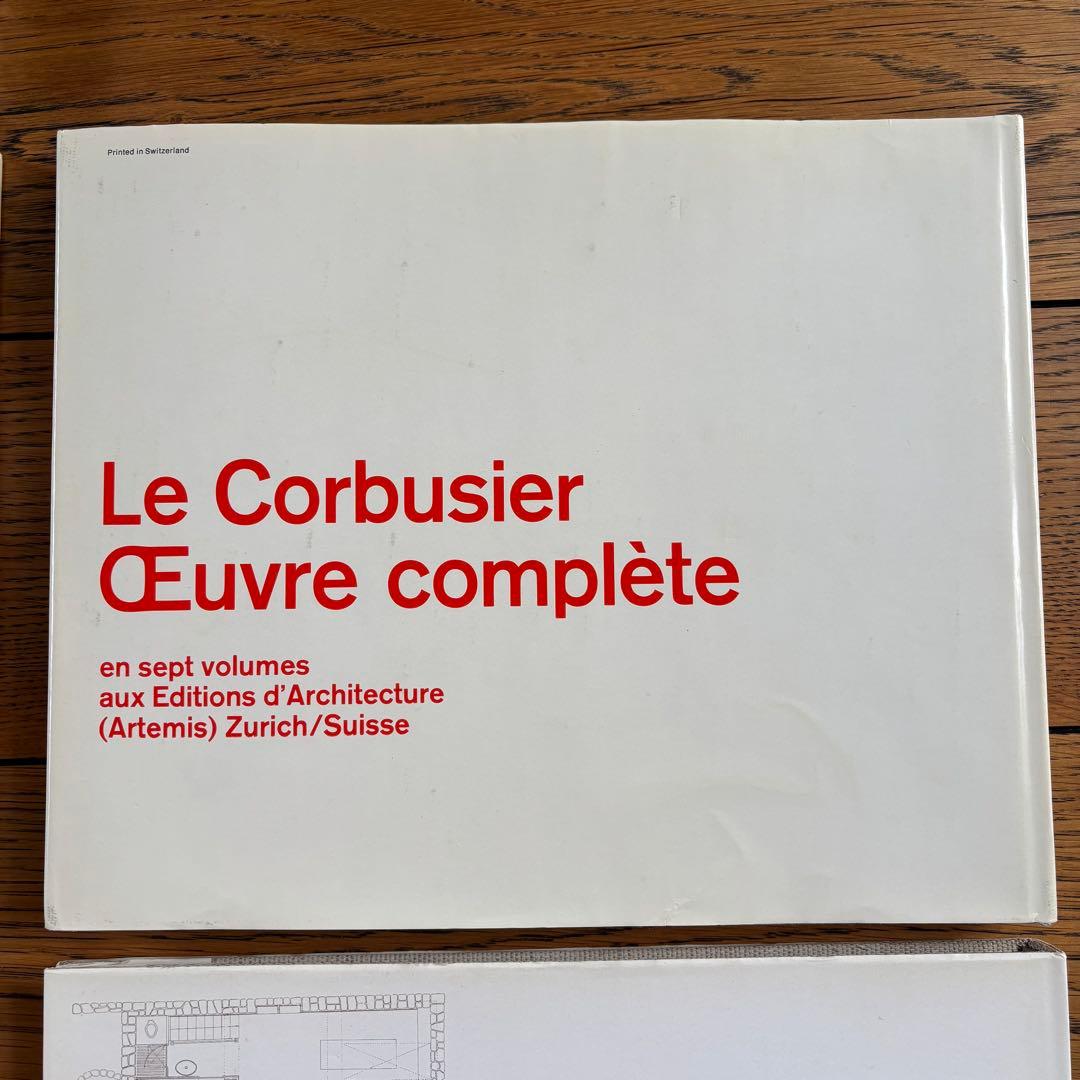 Printed in Switzerland
Le Corbusier
Œuvre complète
en sept volumes
aux Editions d'Architecture
(Artemis) Zurich/Suisse